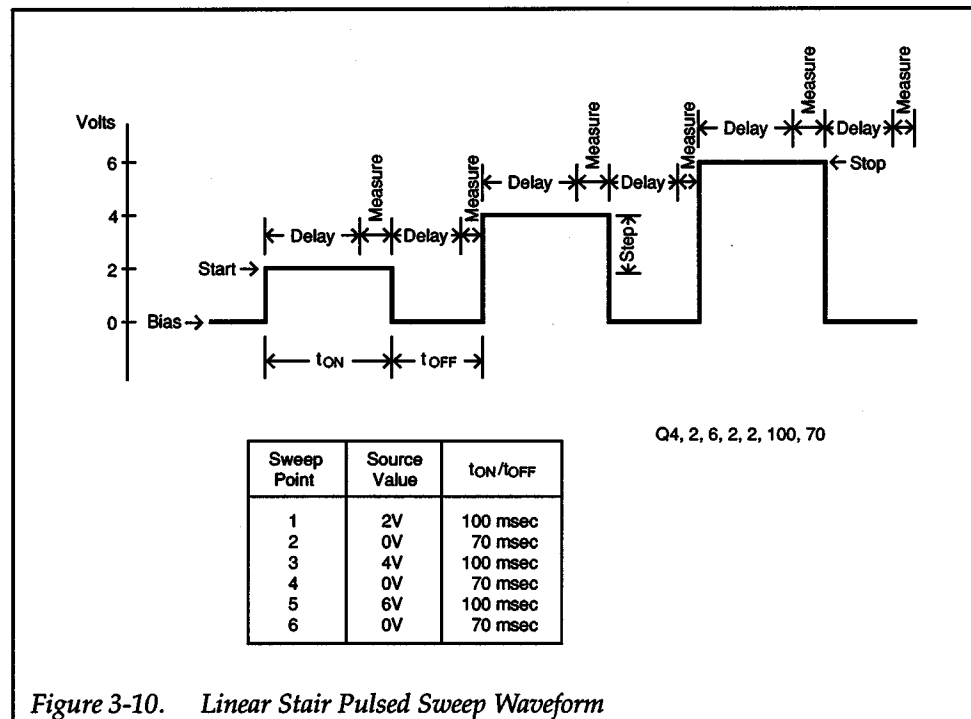 Measure
Measure
Delay
Delay
Volts
Measure
Measure
6
Stop
Delay
Delay
Measure
Measure
4
Delay
Delay
Step
Start
2
Bias
0
tON
tOFF
Q4, 2, 6, 2, 2, 100, 70
Sweep Point Source Value tON/tOFF
1 2V 100 msec
2 0V 70 msec
3 4V 100 msec
4 0V 70 msec
5 6V 100 msec
6 0V 70 msec
Figure 3-10. Linear Stair Pulsed Sweep Waveform